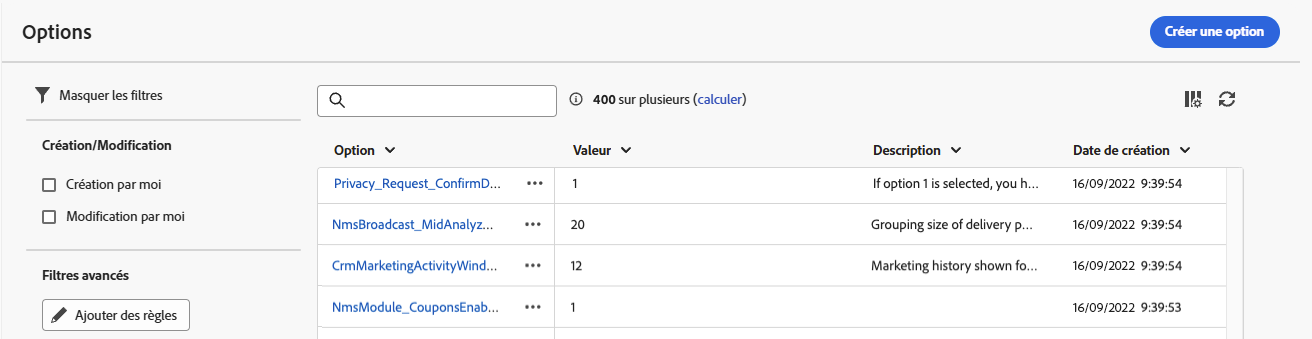 Options
Créer une option
Masquer les filtres
400 sur plusieurs (calculer)
Création/Modification
Création par moi
Modification par moi
Filtres avancés
Ajouter des règles
Option Valeur Description Date de création
Privacy_Request_ConfirmD... ••• 1 If option 1 is selected, you h... 16/09/2022 9:39:54
NmsBroadcast_MidAnalyz... ••• 20 Grouping size of delivery p... 16/09/2022 9:39:54
CrmMarketingActivityWind... ••• 12 Marketing history shown fo... 16/09/2022 9:39:54
NmsModule_CouponsEnab... ••• 1 16/09/2022 9:39:53